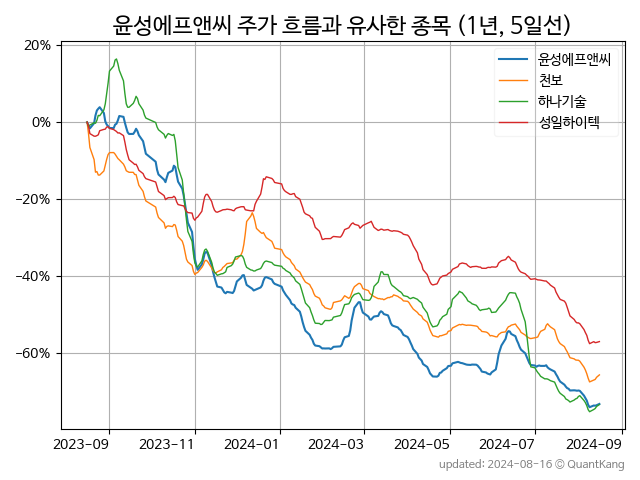 윤성에프앤씨 주가 흐름과 유사한 종목 (1년, 5일선)
윤성에프앤씨
천보
하나기술
성일하이텍
20%
0%
−20%
−40%
−60%
2023-09 2023-11 2024-01 2024-03 2024-05 2024-07 2024-09
updated: 2024-08-16 © QuantKang